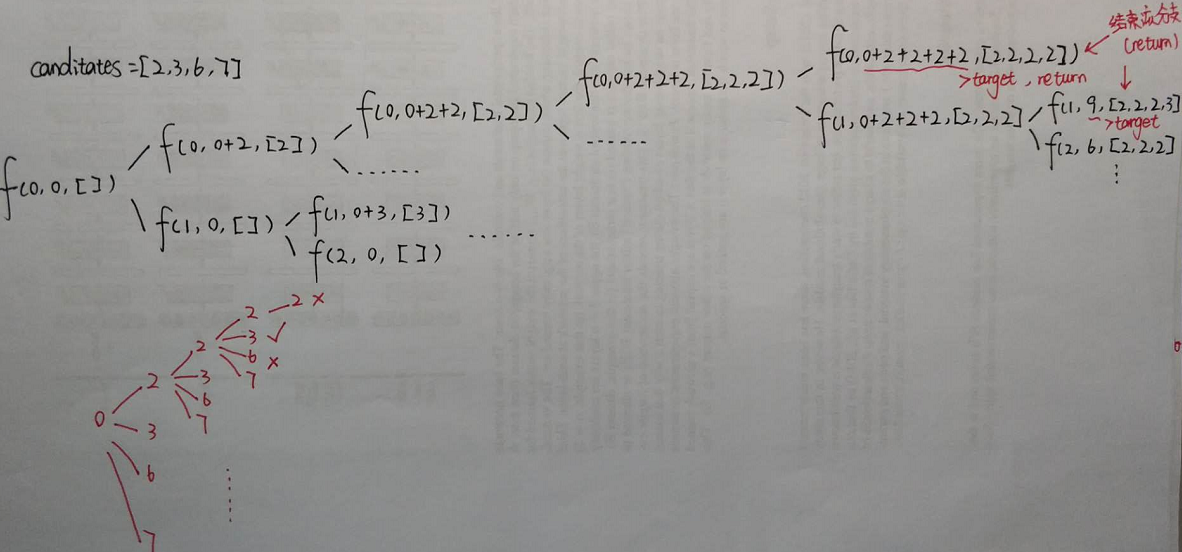 结束该分支
(return)
canditates=[2,3,6,7]
f(0,0+2+2+2+2,[2,2,2,2])
>target,return
f(0,0+2+2+2,[2,2,2])
f(0,0+2+2,[2,2])
f(1,0+2+2+2,[2,2,2])
f(1,9,[2,2,2,3]
>target
f(2,6,[2,2,2]
f(0,0+2,[2])
f(0,0,[])
f(1,0,[])
f(1,0+3,[3])
f(2,0,[])
2 2 ×
2 3 ✓
6 ×
7
2 3
6
7
0 3
6
7